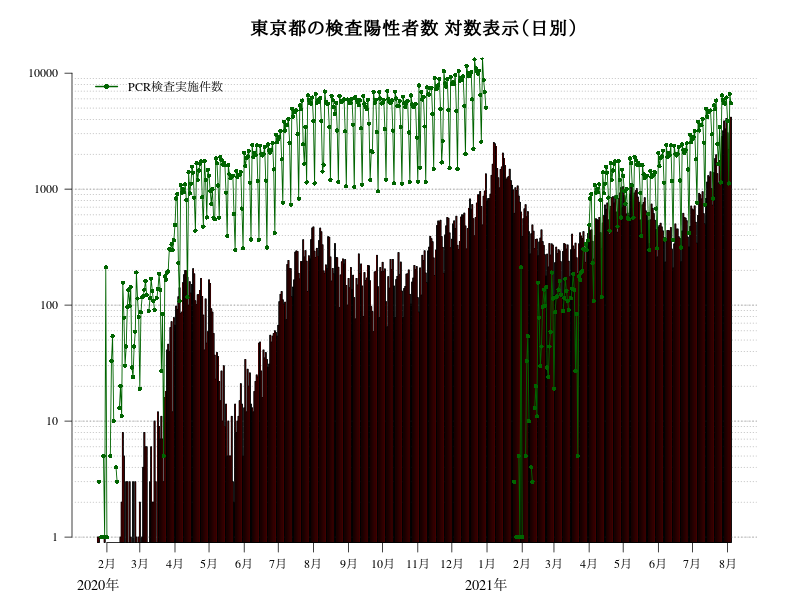 東京都の検査陽性者数 対数表示(日別)
PCR検査実施件数
10000
1000
100
10
1
2月 3月 4月 5月 6月 7月 8月 9月 10月 11月 12月 1月 2月 3月 4月 5月 6月 7月 8月
2020年 2021年